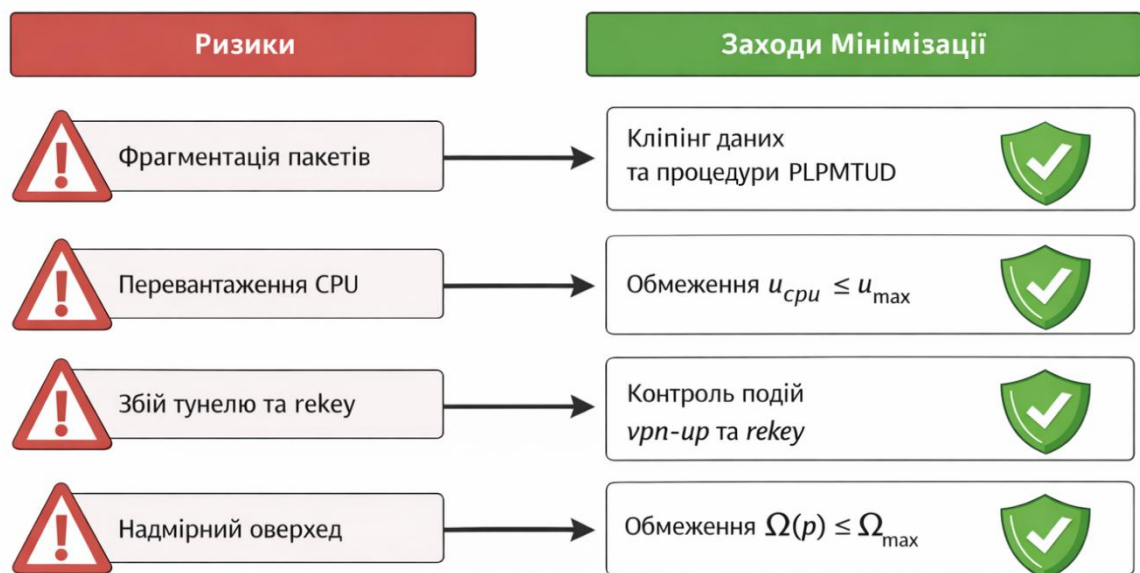 Ризики
Заходи Мінімізації
Фрагментація пакетів
Кліпінг даних
та процедури PLPMTUD
Перевантаження CPU
Обмеження u_cpu ≤ u_max
Збій тунелю та rekey
Контроль подій
vpn-up та rekey
Надмірний оверхед
Обмеження Ω(p) ≤ Ω_max